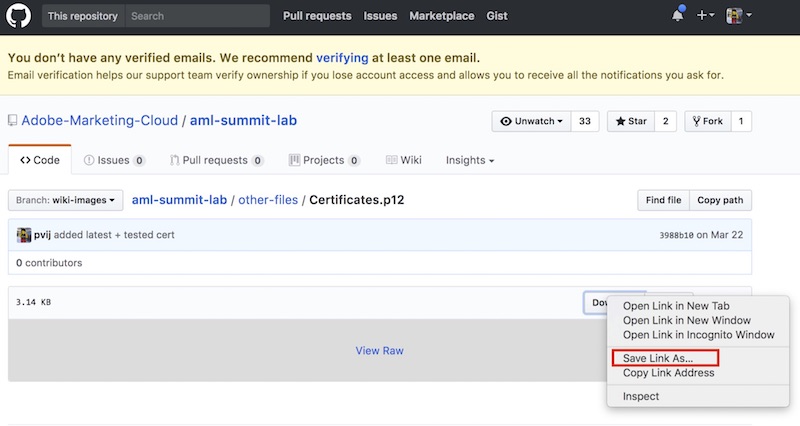 This repository Search Pull requests Issues Marketplace Gist
You don't have any verified emails. We recommend verifying at least one email.
Email verification helps our support team verify ownership if you lose account access and allows you to receive all the notifications you ask for.
Adobe-Marketing-Cloud / aml-summit-lab Unwatch 33 Star 2 Fork 1
Code Issues 0 Pull requests 0 Projects 0 Wiki Insights
Branch: wiki-images aml-summit-lab / other-files / Certificates.p12 Find file Copy path
pvij added latest + tested cert 3988b10 on Mar 22
0 contributors
3.14 KB
View Raw
Open Link in New Tab
Open Link in New Window
Open Link in Incognito Window
Save Link As...
Copy Link Address
Inspect